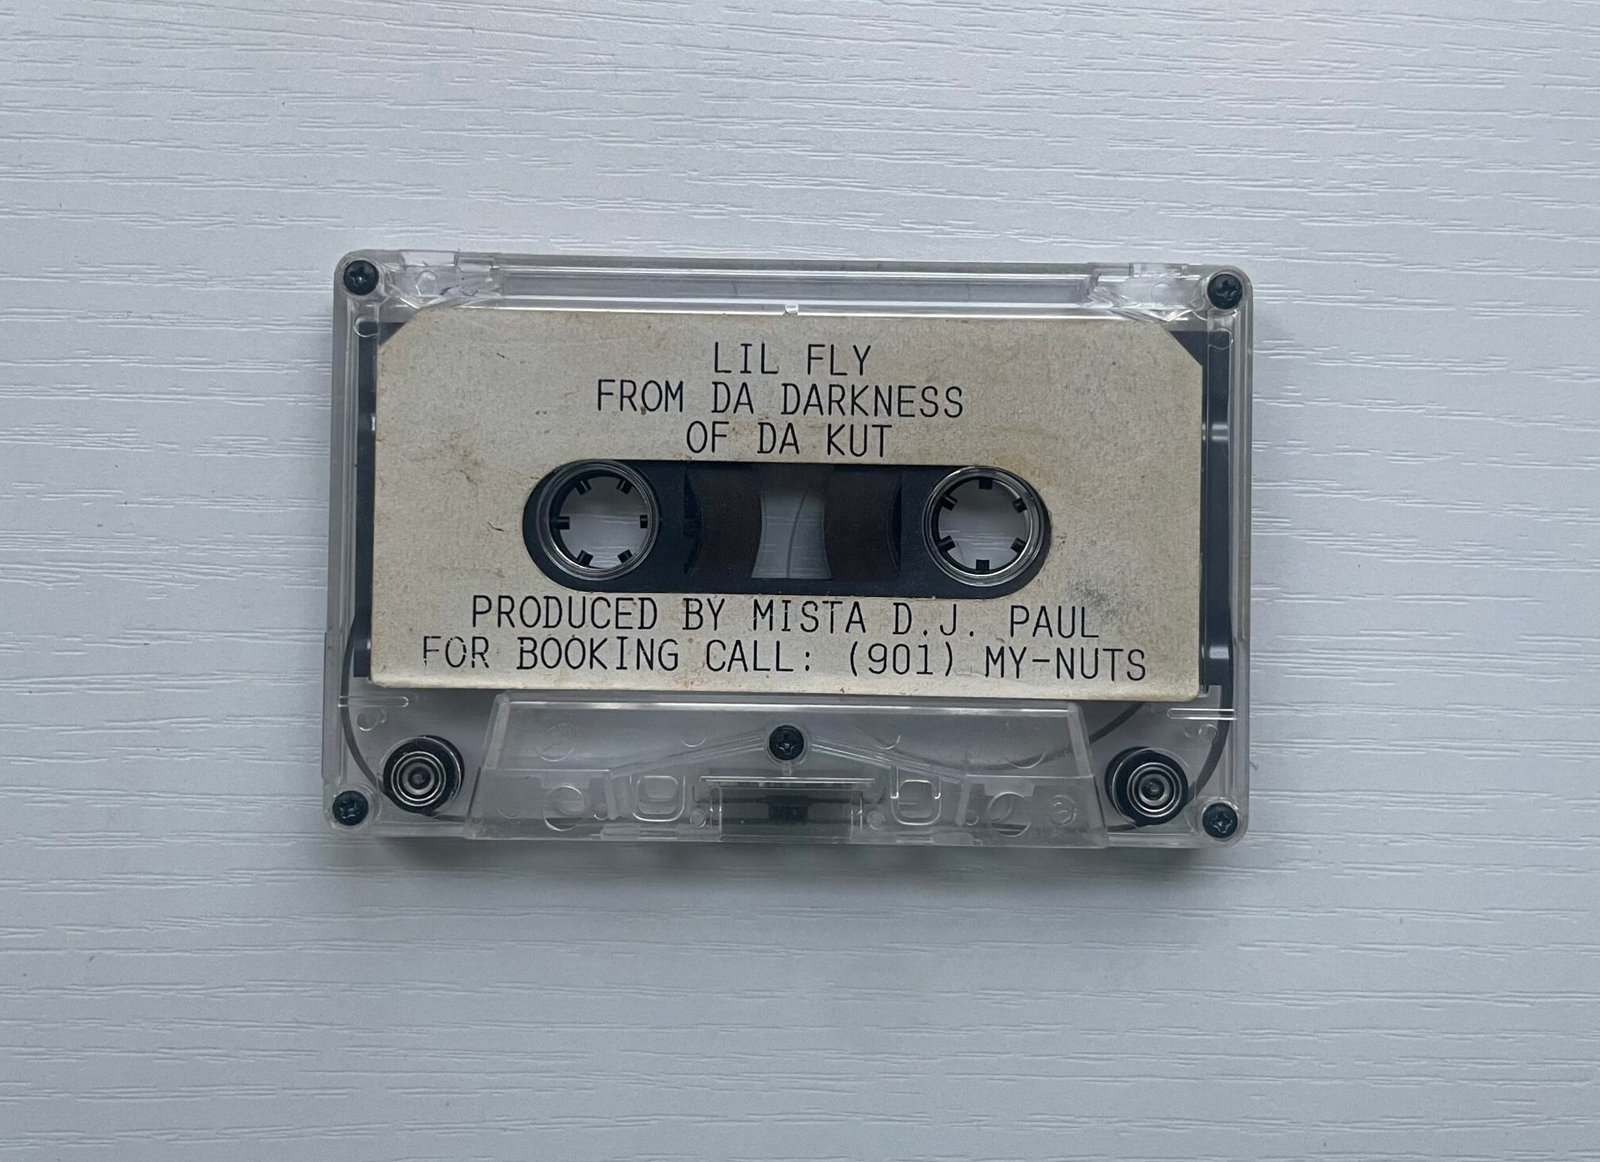 LIL FLY
FROM DA DARKNESS
OF DA KUT
PRODUCED BY MISTA D.J. PAUL
FOR BOOKING CALL: (901) MY-NUTS